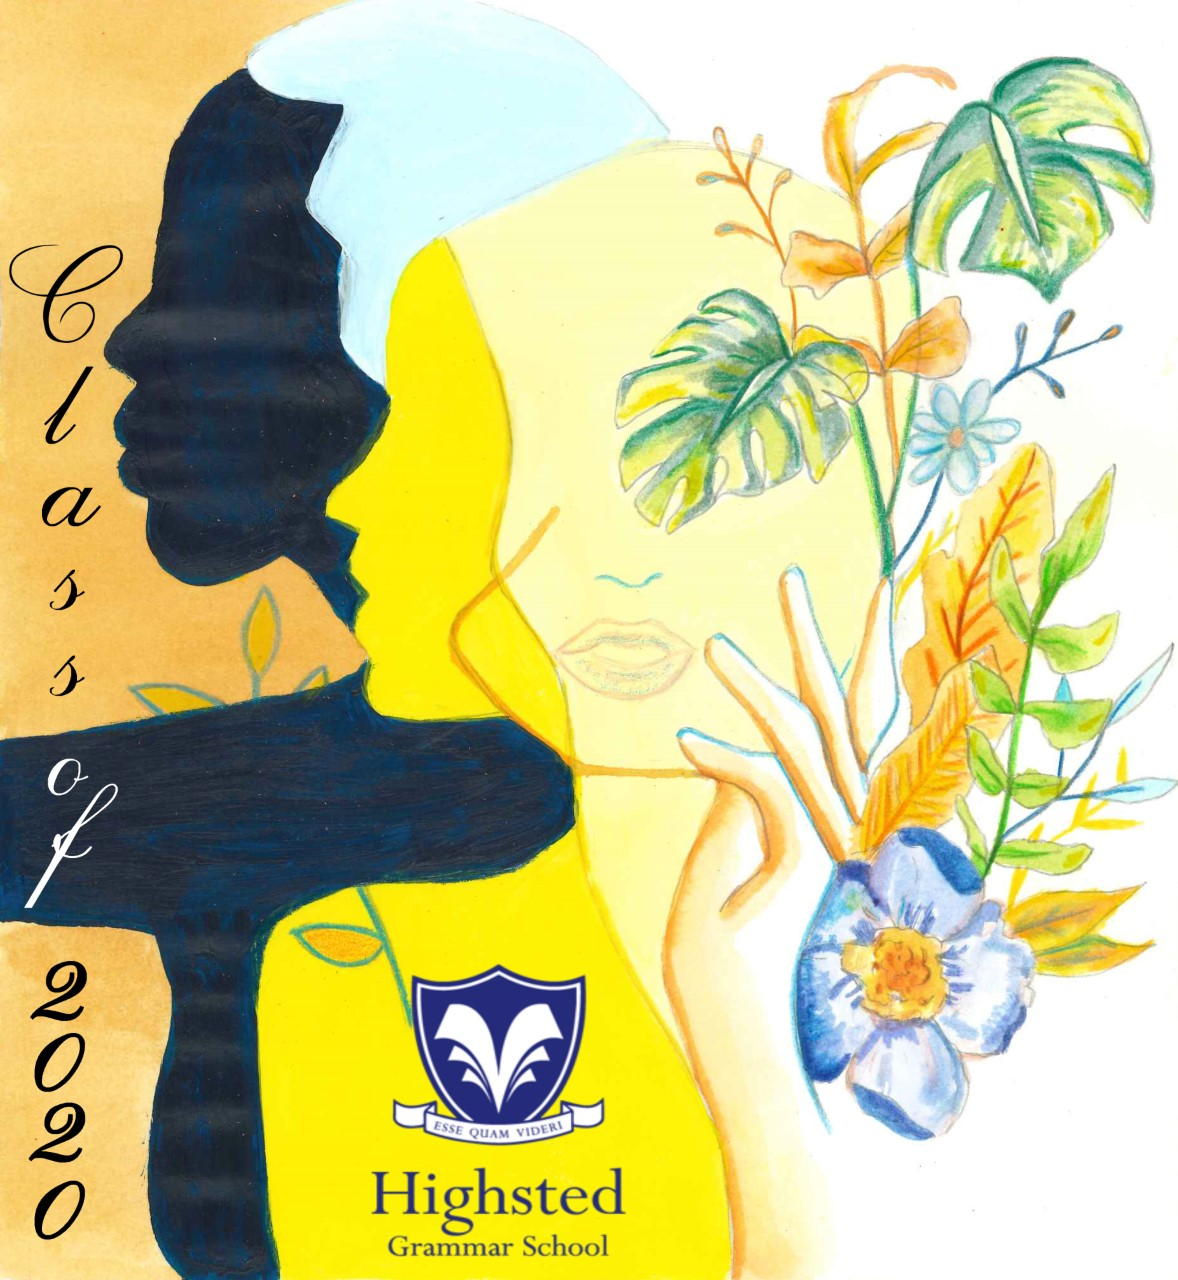 Class of 2020
ESSE QUAM VIDERI
Highsted
Grammar School